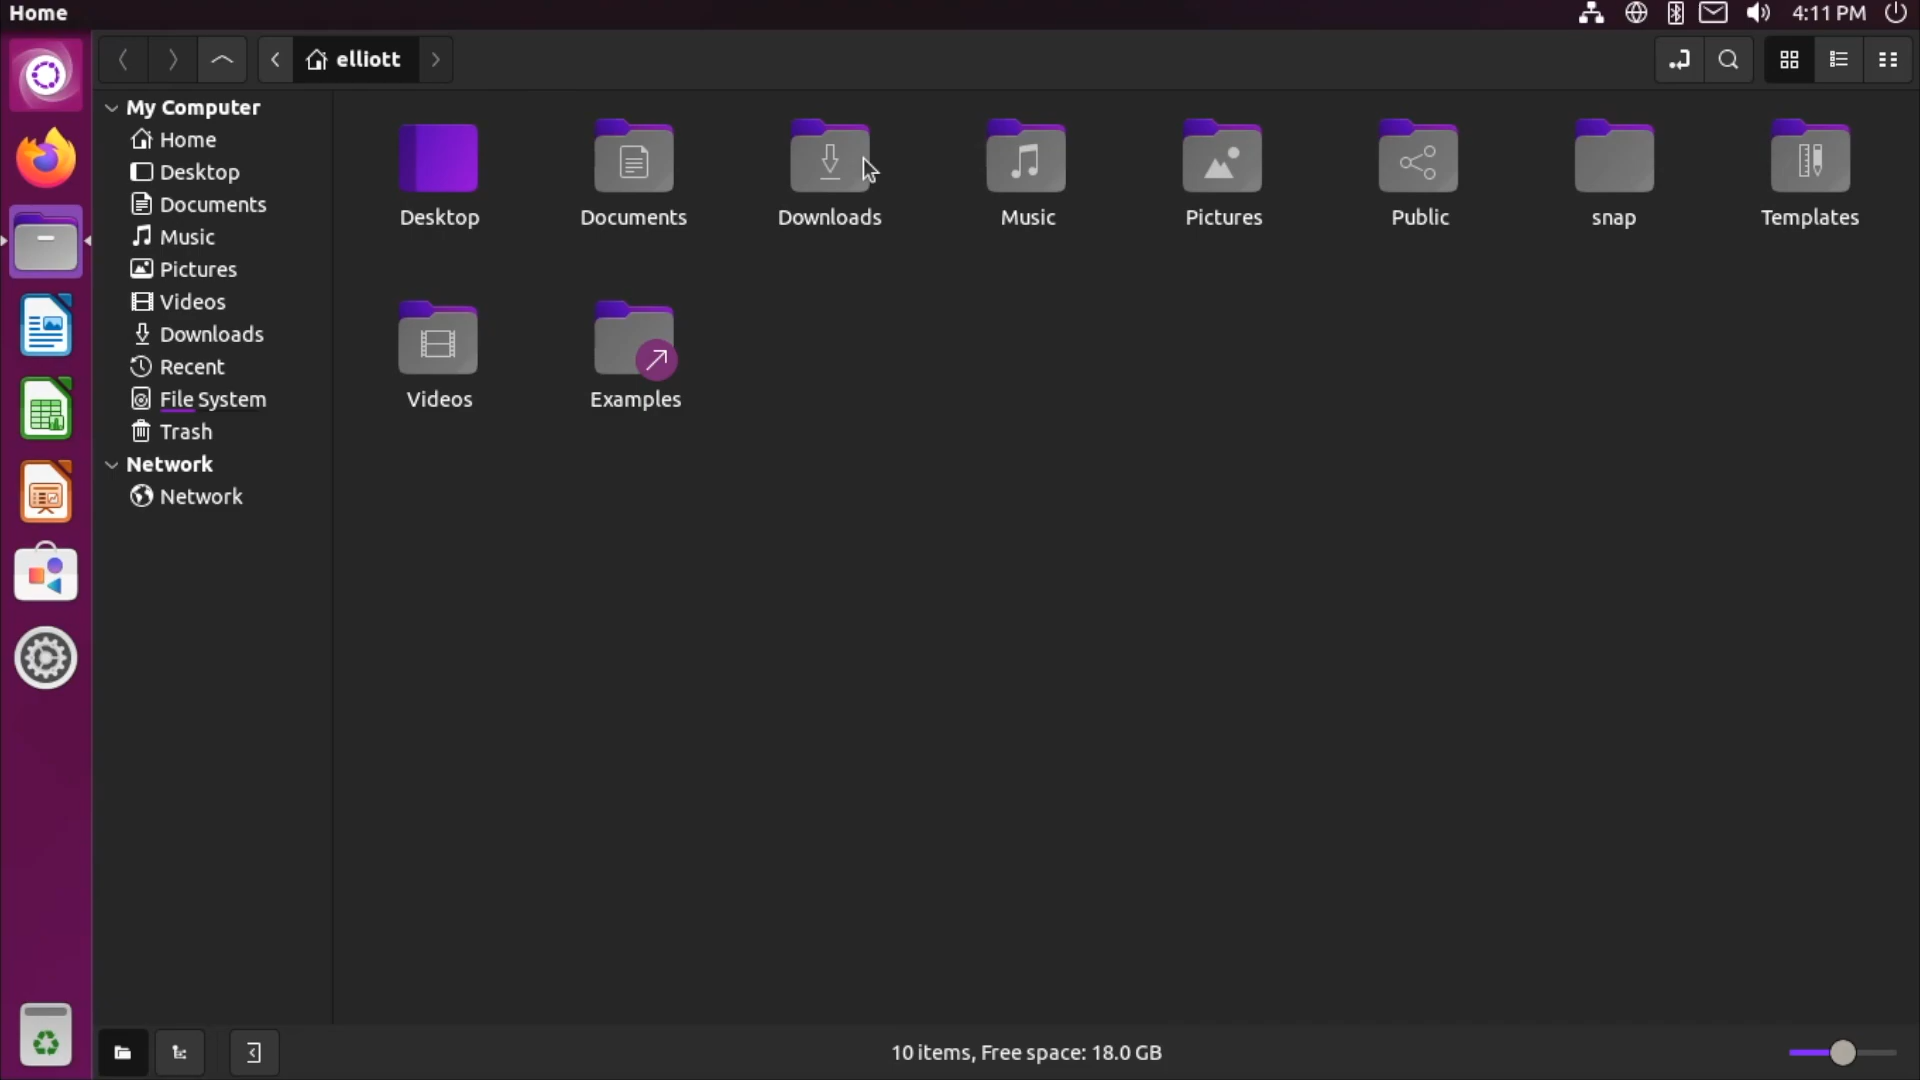 Home
4:11 PM
elliott
My Computer
Home
Desktop
Documents
Music
Pictures
Videos
Downloads
Recent
File System
Trash
Network
Network
Desktop
Documents
Downloads
Music
Pictures
Public
snap
Templates
Videos
Examples
10 items, Free space: 18.0 GB